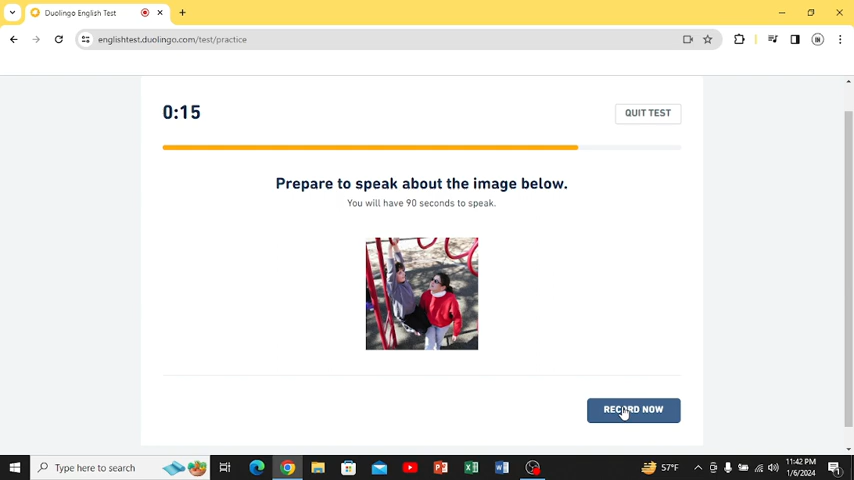 Duolingo English Test
englishtest.duolingo.com/test/practice
IN
0:15
QUIT TEST
Prepare to speak about the image below.
You will have 90 seconds to speak.
RECORD NOW
Type here to search
57°F
11:42 PM
1/6/2024